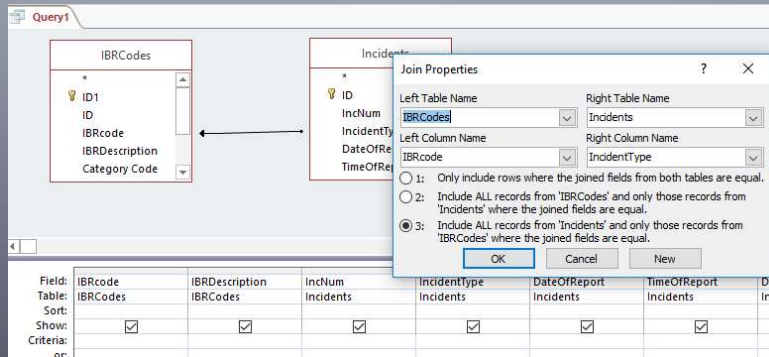 Query1
IBRCodes
*
ID1
ID
IBRcode
IBRDescription
Category Code
Incidents
*
ID
IncNum
IncidentTy
DateOfRe
TimeOfRep
Join Properties
?
Left Table Name
Right Table Name
IBRCodes
Incidents
Left Column Name
Right Column Name
IBRcode
IncidentType
1: Only include rows where the joined fields from both tables are equal.
2: Include ALL records from 'IBRCodes' and only those records from
'Incidents' where the joined fields are equal.
3: Include ALL records from 'Incidents' and only those records from
'IBRCodes' where the joined fields are equal.
OK Cancel New
Field: IBRcode IBRDescription IncNum IncidentType DateOfReport TimeOfReport D
Table: IBRCodes IBRCodes Incidents Incidents Incidents Incidents In
Sort:
Show:
Criteria:
or: